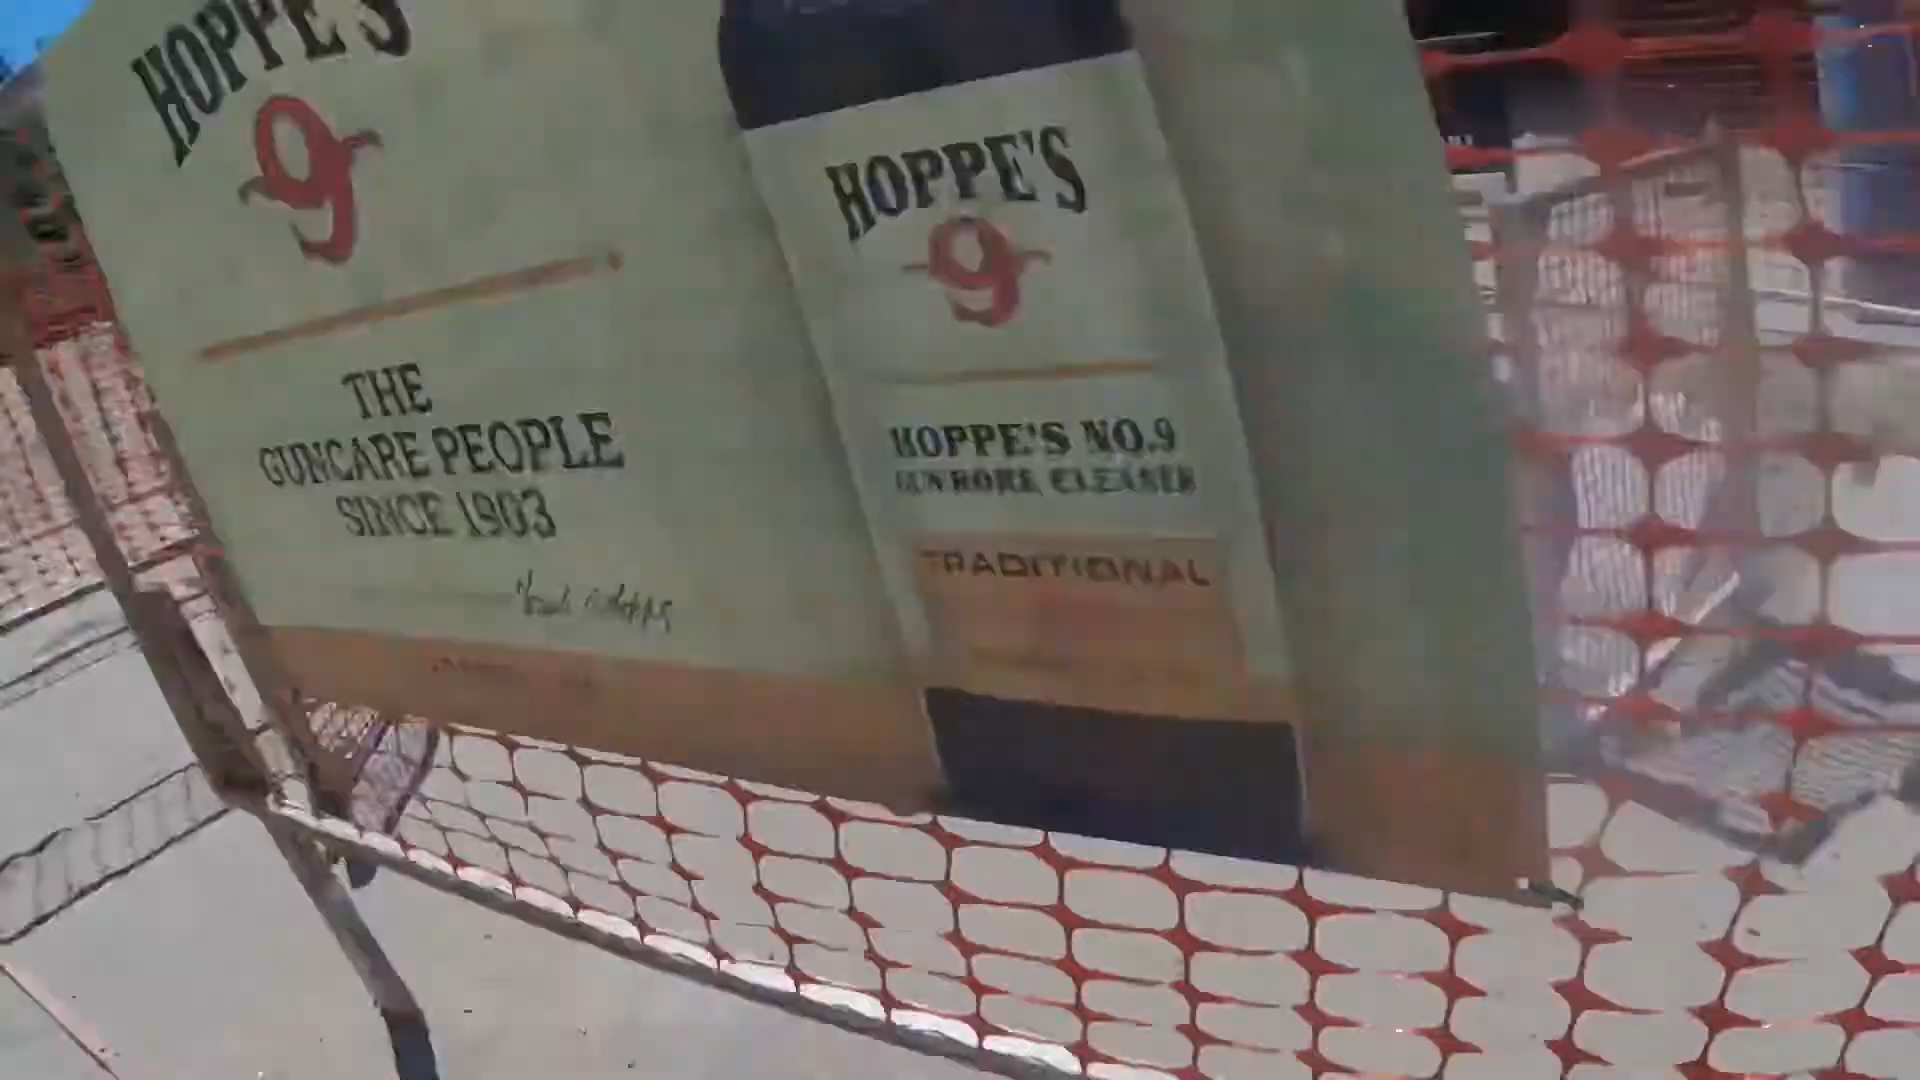 HOPPE'S
9
THE
GUNCARE PEOPLE
SINCE 1903
HOPPE'S
9
HOPPE'S NO.9
GUN BORE CLEANER
TRADITIONAL